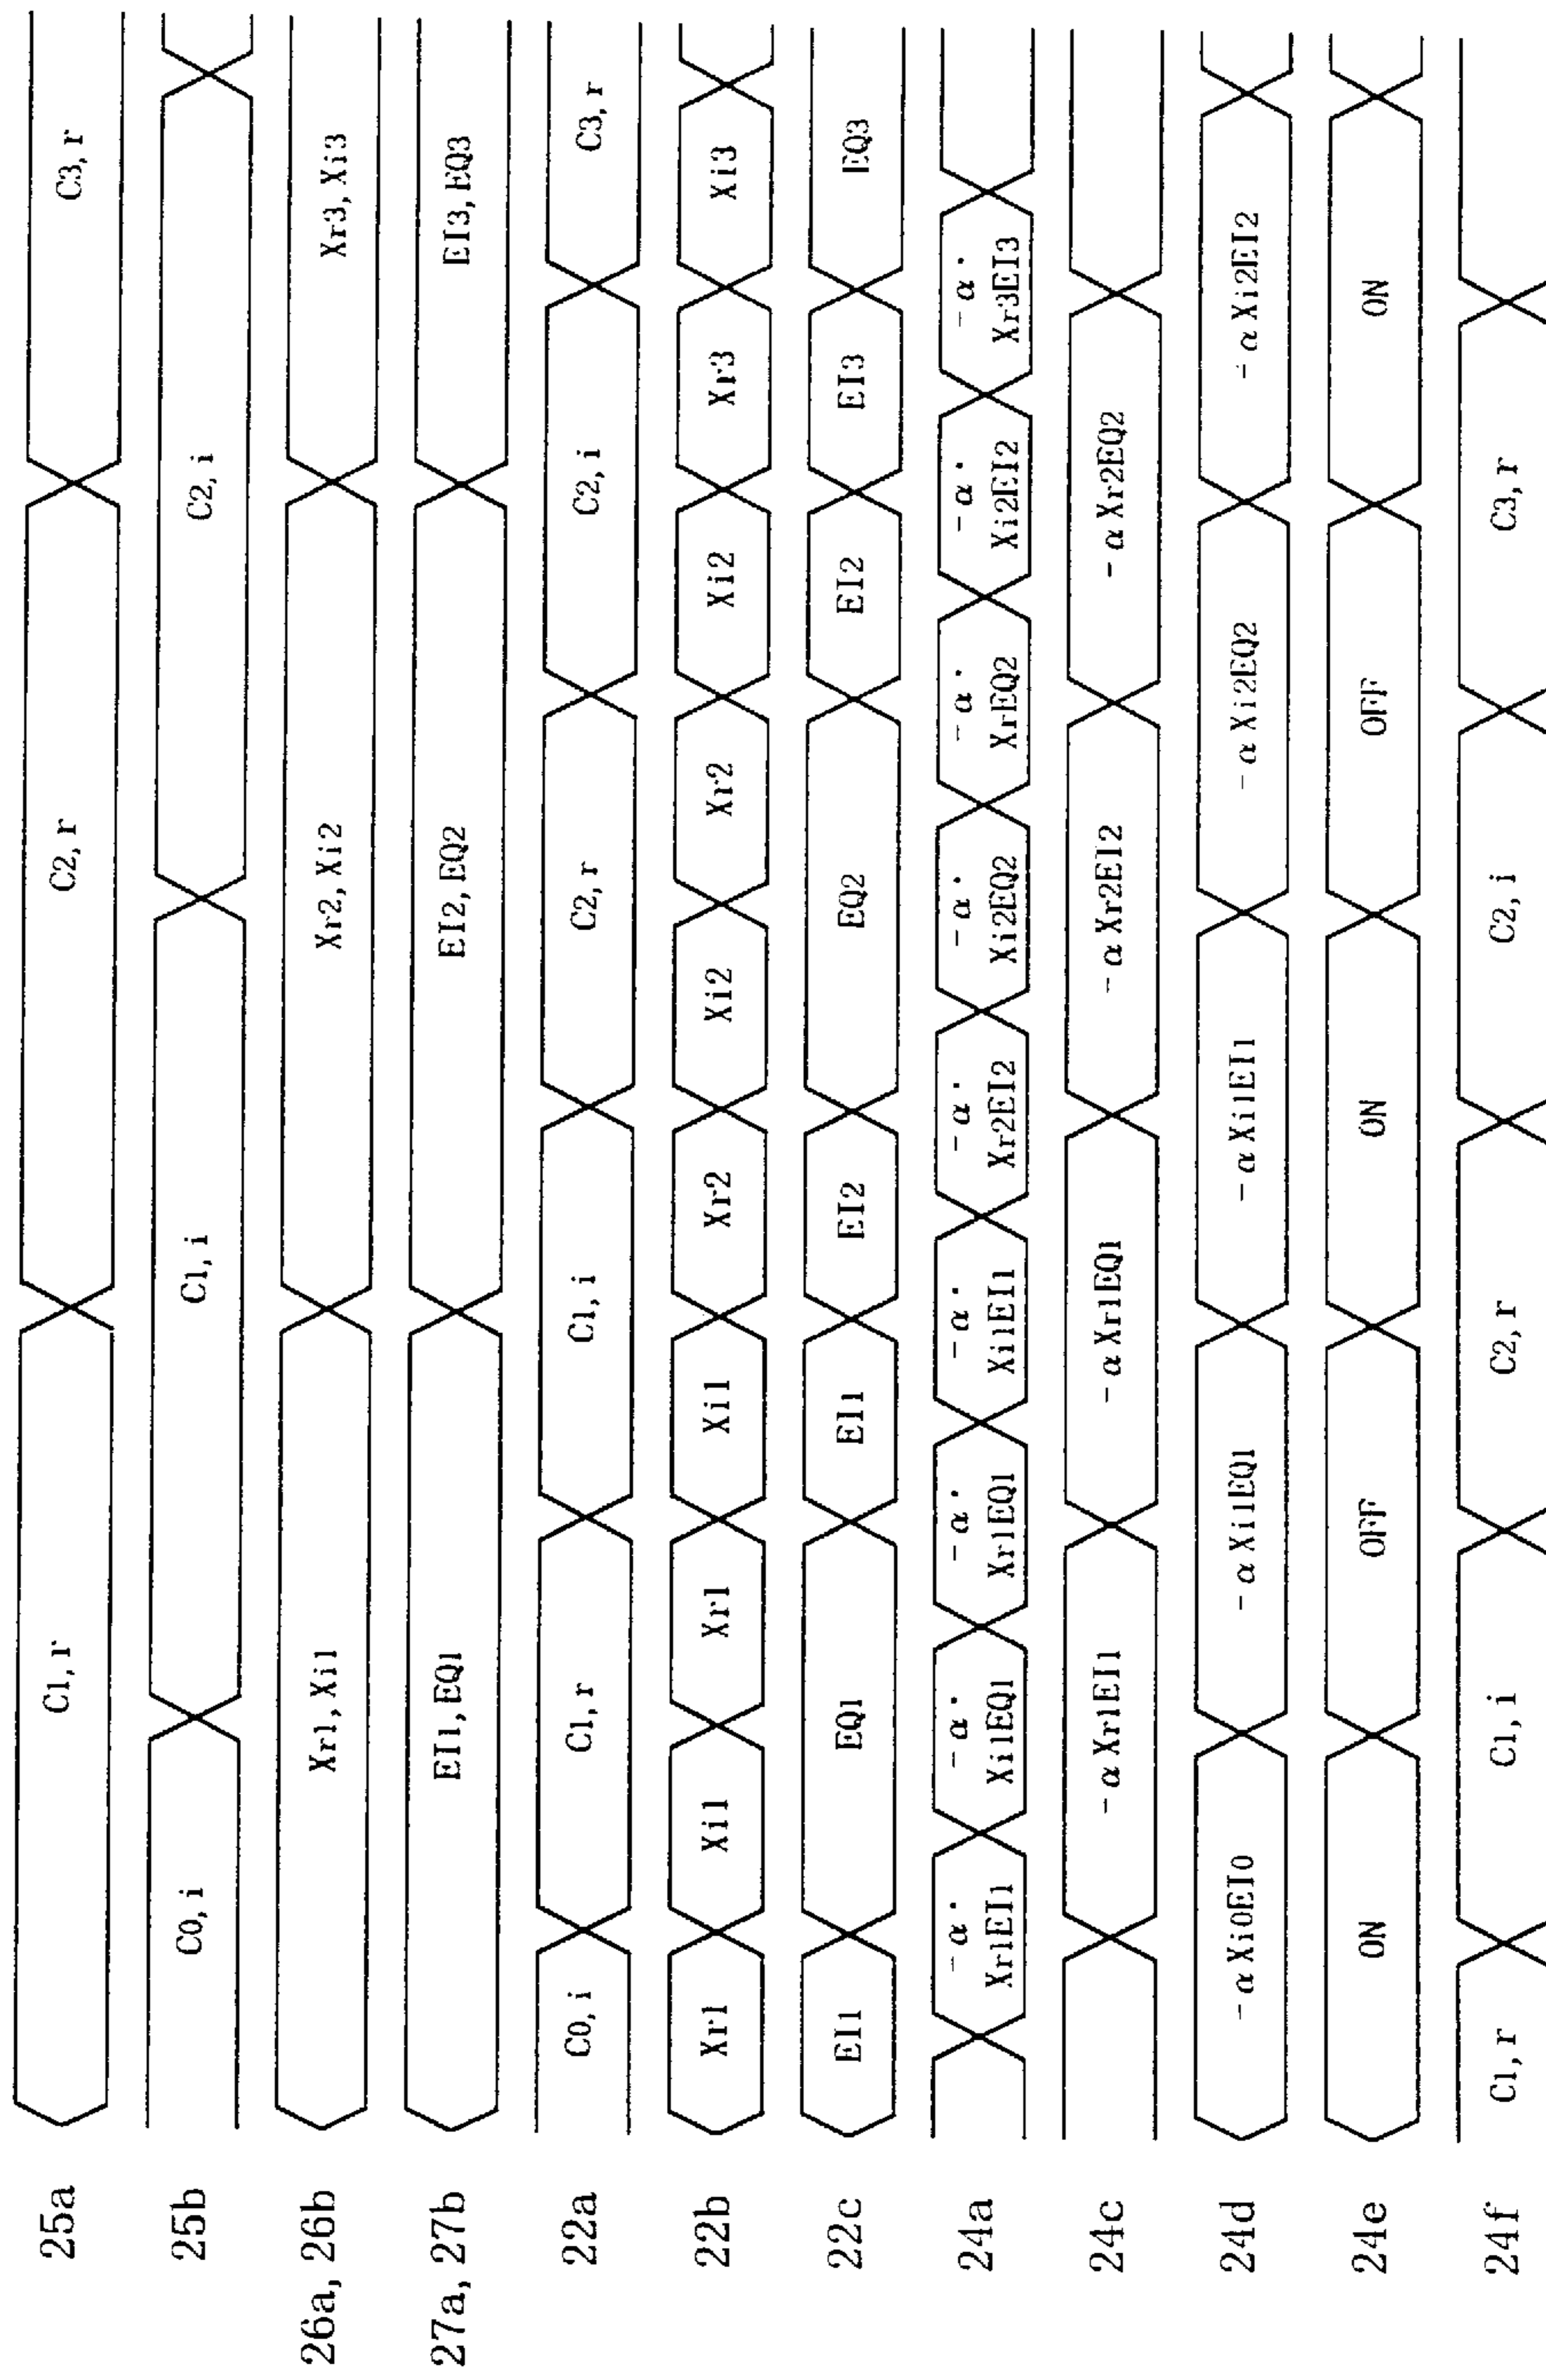 25a C1, r C2, r C3, r
25b C0, i C1, i C2, i
26a, 26b Xr1, Xi1 Xr2, Xi2 Xr3, Xi3
27a, 27b EI1, EQ1 EI2, EQ2 EI3, EQ3
22a C0, i C1, r C1, i C2, r C2, i C3, r
22b Xr1 Xi1 Xr1 Xi1 Xr2 Xi2 Xr2 Xi2 Xr3 Xi3
22c EI1 EQ1 EI1 EI2 EQ2 EI2 EI3 EQ3
24a -α· Xr1EI1 -α· Xi1EQ1 -α· Xr1EQ1 -α· Xi1EI1 -α· Xr2EI2 -α· Xi2EQ2 -α· XrEQ2 -α· Xi2EI2 -α· Xr3EI3
24c -αXr1EI1 -αXr1EQ1 -αXr2EI2 -αXr2EQ2
24d -αXi0EI0 -αXi1EQ1 -αXi1EI1 -αXi2EQ2 -αXi2EI2
24e ON OFF ON OFF ON
24f C1, r C1, i C2, r C2, i C3, r